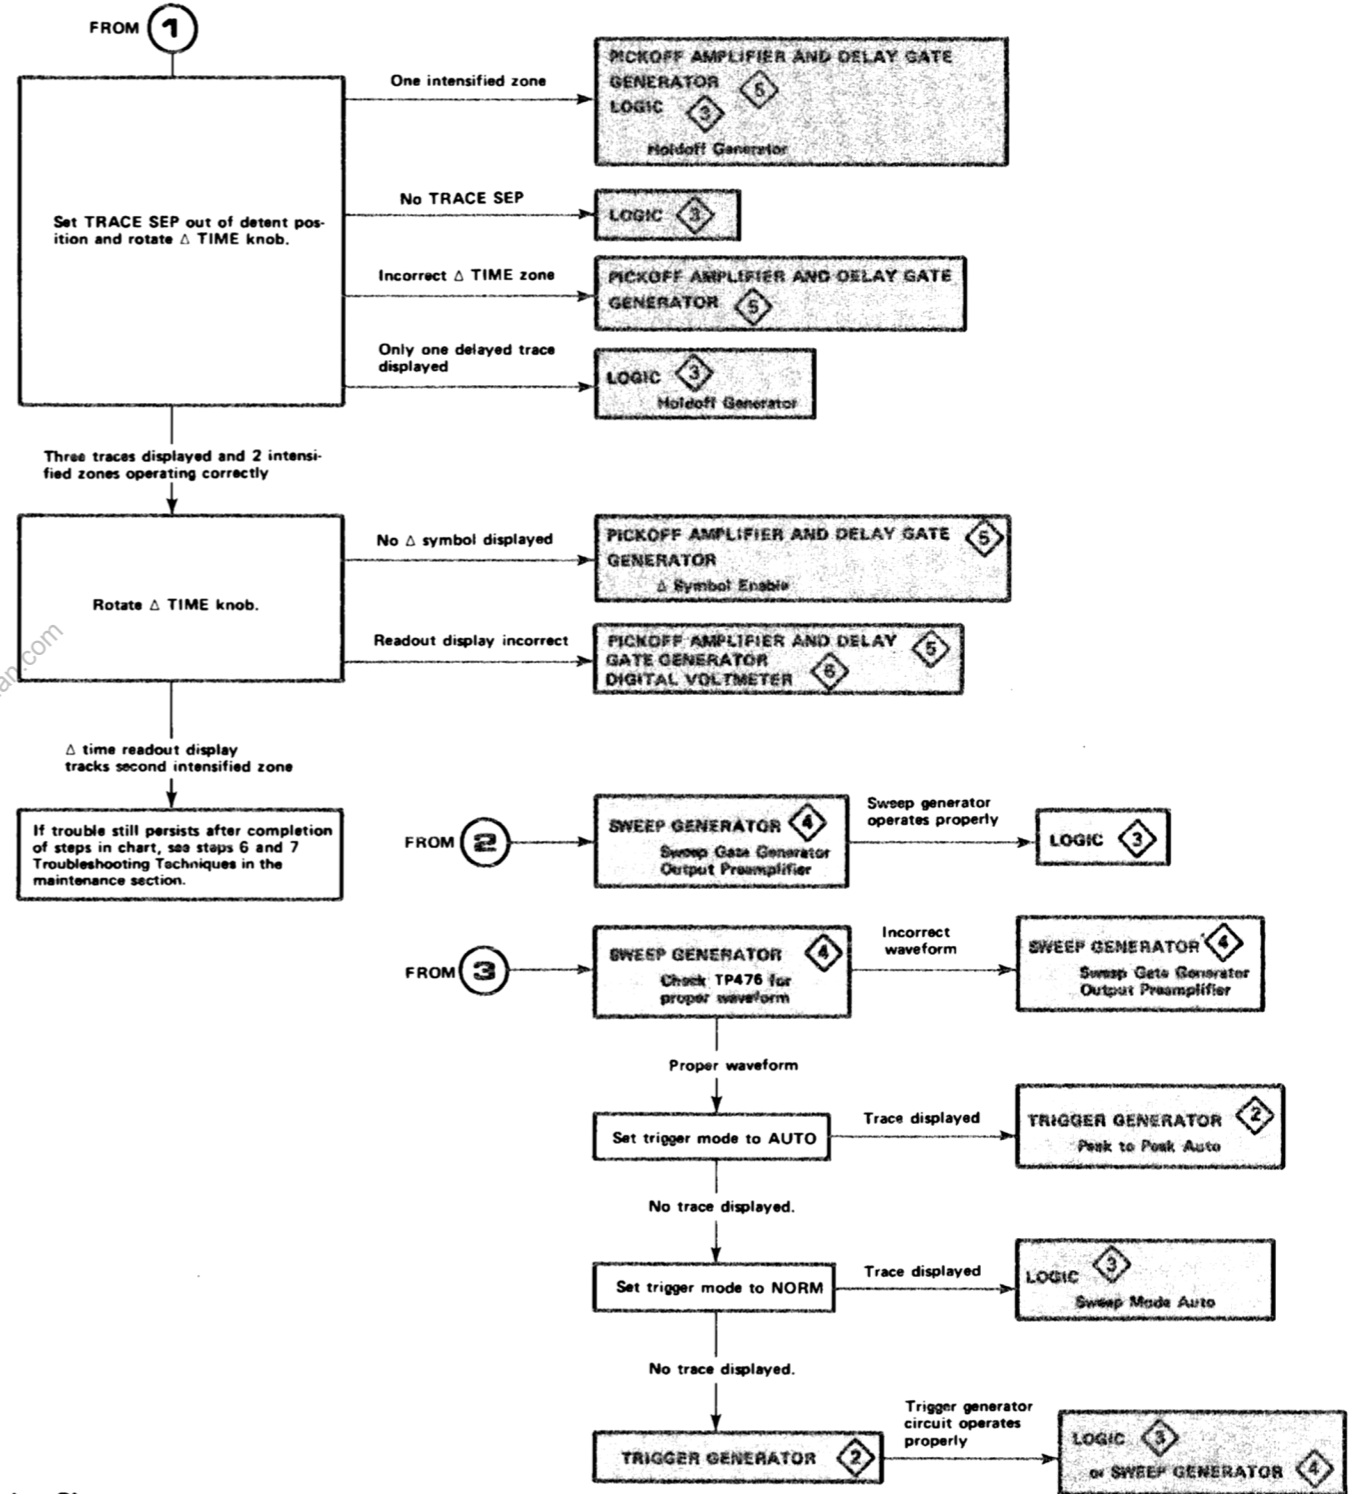 FROM 1
One intensified zone
PICKOFF AMPLIFIER AND DELAY GATE
GENERATOR 5
LOGIC 3
Holdoff Generator
Set TRACE SEP out of detent pos-
ition and rotate Δ TIME knob.
No TRACE SEP
LOGIC 3
Incorrect Δ TIME zone
PICKOFF AMPLIFIER AND DELAY GATE
GENERATOR 5
Only one delayed trace
displayed
LOGIC 3
Holdoff Generator
Three traces displayed and 2 intensi-
fied zones operating correctly
Rotate Δ TIME knob.
No Δ symbol displayed
PICKOFF AMPLIFIER AND DELAY GATE 5
GENERATOR
Δ Symbol Enable
Readout display incorrect
PICKOFF AMPLIFIER AND DELAY 5
GATE GENERATOR
DIGITAL VOLTMETER 6
Δ time readout display
tracks second intensified zone
If trouble still persists after completion
of steps in chart, see steps 6 and 7
Troubleshooting Techniques in the
maintenance section.
FROM 2
SWEEP GENERATOR 4
Sweep Gate Generator
Output Preamplifier
Sweep generator
operates properly
LOGIC 3
FROM 3
SWEEP GENERATOR 4
Check TP476 for
proper waveform
Incorrect
waveform
SWEEP GENERATOR 4
Sweep Gate Generator
Output Preamplifier
Proper waveform
Set trigger mode to AUTO
Trace displayed
TRIGGER GENERATOR 2
Peak to Peak Auto
No trace displayed.
Set trigger mode to NORM
Trace displayed
LOGIC 3
Sweep Mode Auto
No trace displayed.
TRIGGER GENERATOR 2
Trigger generator
circuit operates
properly
LOGIC 3
or SWEEP GENERATOR 4